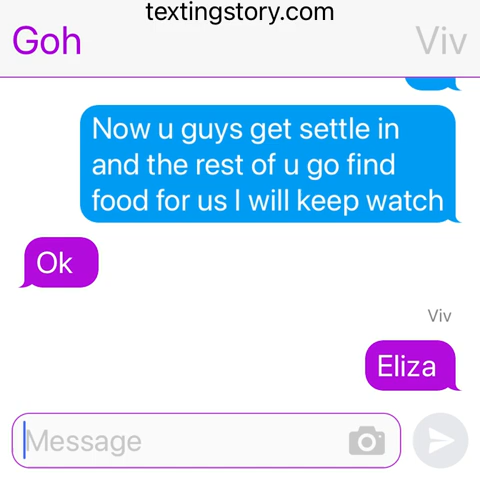 textingstory.com
Goh
Viv
Now u guys get settle in
and the rest of u go find
food for us I will keep watch
Ok
Viv
Eliza
Message